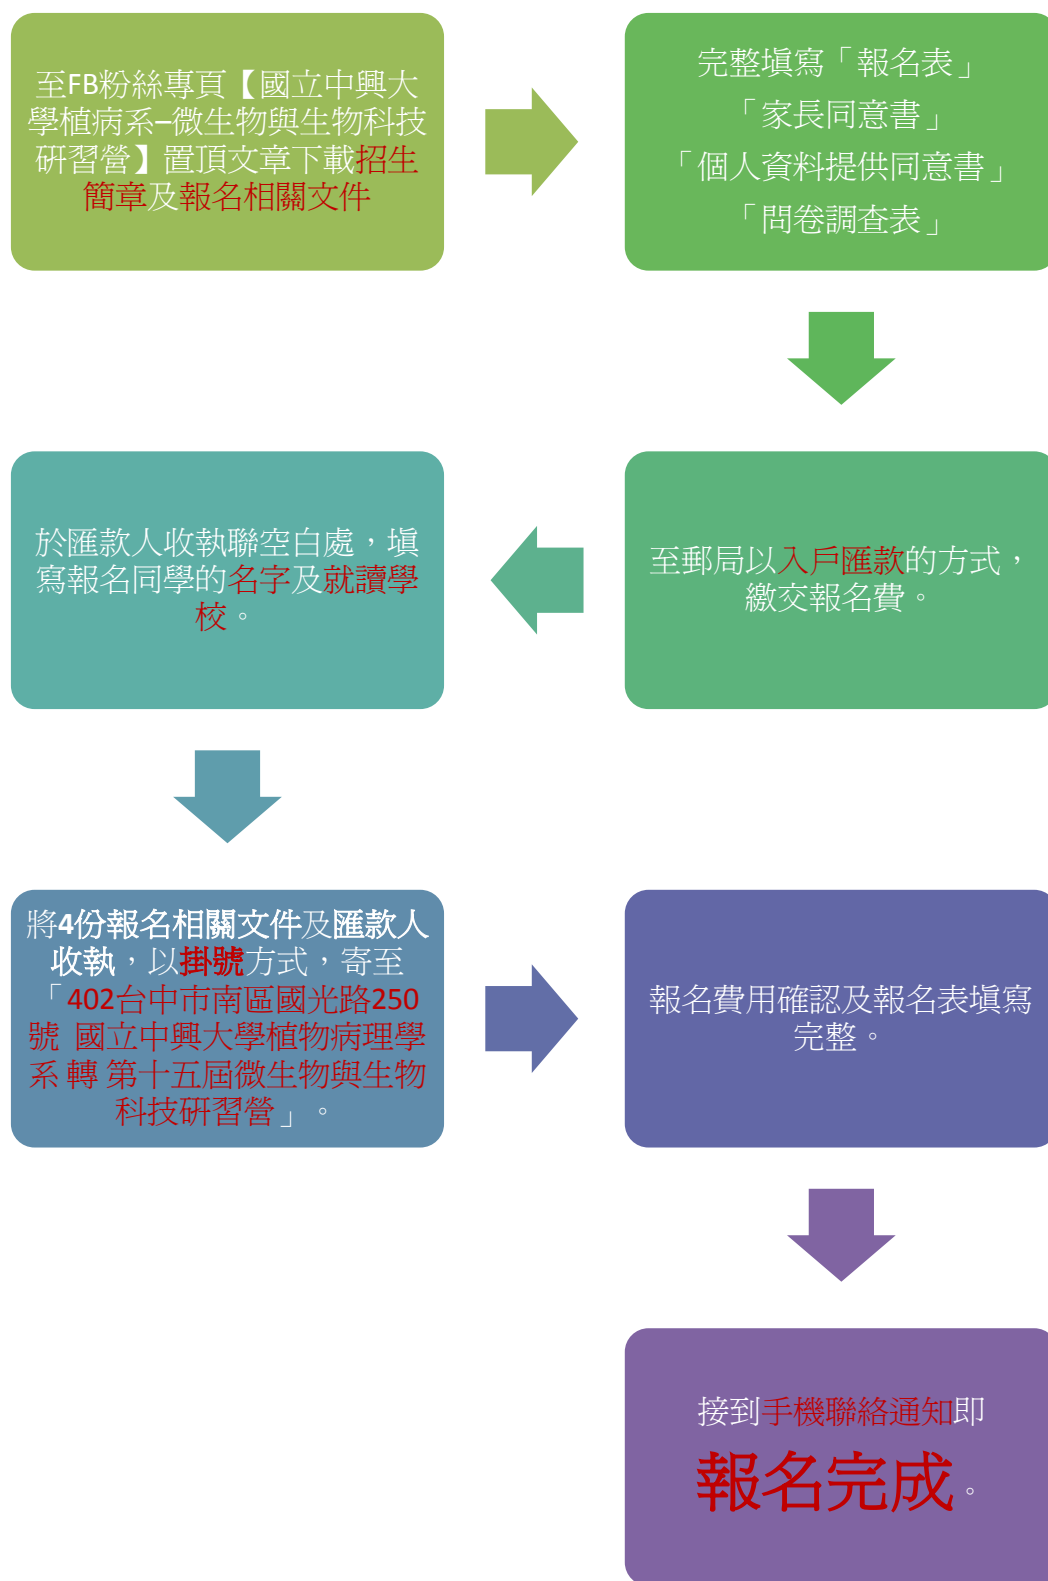 至FB粉絲專頁【國立中興大
學植病系–微生物與生物科技
研習營】置頂文章下載招生
簡章及報名相關文件
完整填寫「報名表」
「家長同意書」
「個人資料提供同意書」
「問卷調查表」
至郵局以入戶匯款的方式，
繳交報名費。
於匯款人收執聯空白處，填
寫報名同學的名字及就讀學
校。
將4份報名相關文件及匯款人
收執，以掛號方式，寄至
「402台中市南區國光路250
號 國立中興大學植物病理學
系 轉 第十五屆微生物與生物
科技研習營」。
報名費用確認及報名表填寫
完整。
接到手機聯絡通知即
報名完成。